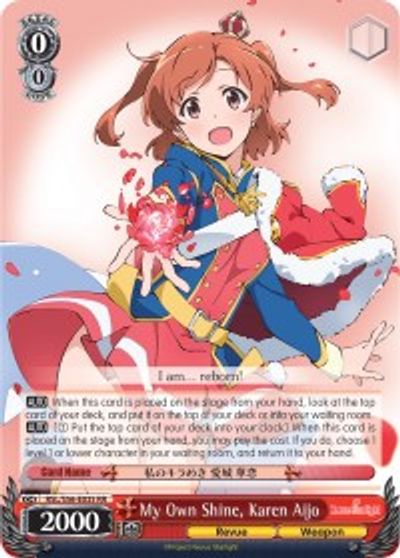 0
0
I am... reborn!
【AUTO】 When this card is placed on the stage from your hand, look at the top
card of your deck, and put it on the top of your deck or into your waiting room.
【AUTO】 [① Put the top card of your deck into your clock] When this card is
placed on the stage from your hand, you may pay the cost. If you do, choose 1
level 1 or lower character in your waiting room, and return it to your hand.
Card Name
私のキラめき 愛城 華恋
2000
My Own Shine, Karen Aijo
Revue
Weapon
©Project Revue Starlight